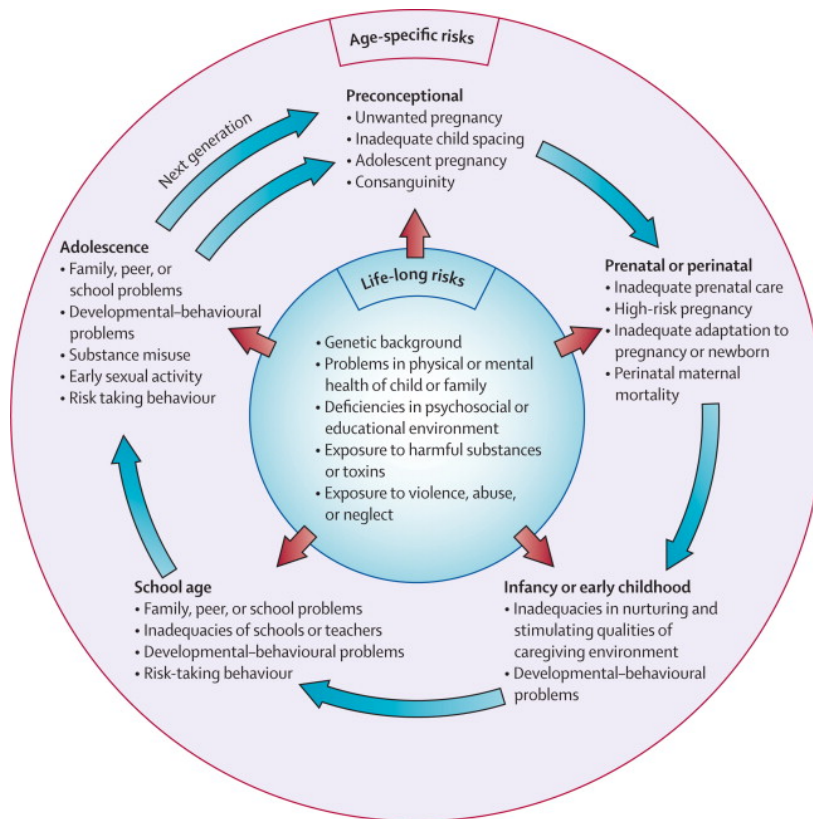 Age-specific risks
Preconceptional
• Unwanted pregnancy
• Inadequate child spacing
• Adolescent pregnancy
• Consanguinity
Next generation
Adolescence
• Family, peer, or
school problems
• Developmental–behavioural
problems
• Substance misuse
• Early sexual activity
• Risk taking behaviour
Life-long risks
• Genetic background
• Problems in physical or mental
health of child or family
• Deficiencies in psychosocial or
educational environment
• Exposure to harmful substances
or toxins
• Exposure to violence, abuse,
or neglect
Prenatal or perinatal
• Inadequate prenatal care
• High-risk pregnancy
• Inadequate adaptation to
pregnancy or newborn
• Perinatal maternal
mortality
School age
• Family, peer, or school problems
• Inadequacies of schools or teachers
• Developmental–behavioural problems
• Risk-taking behaviour
Infancy or early childhood
• Inadequacies in nurturing and
stimulating qualities of
caregiving environment
• Developmental–behavioural
problems